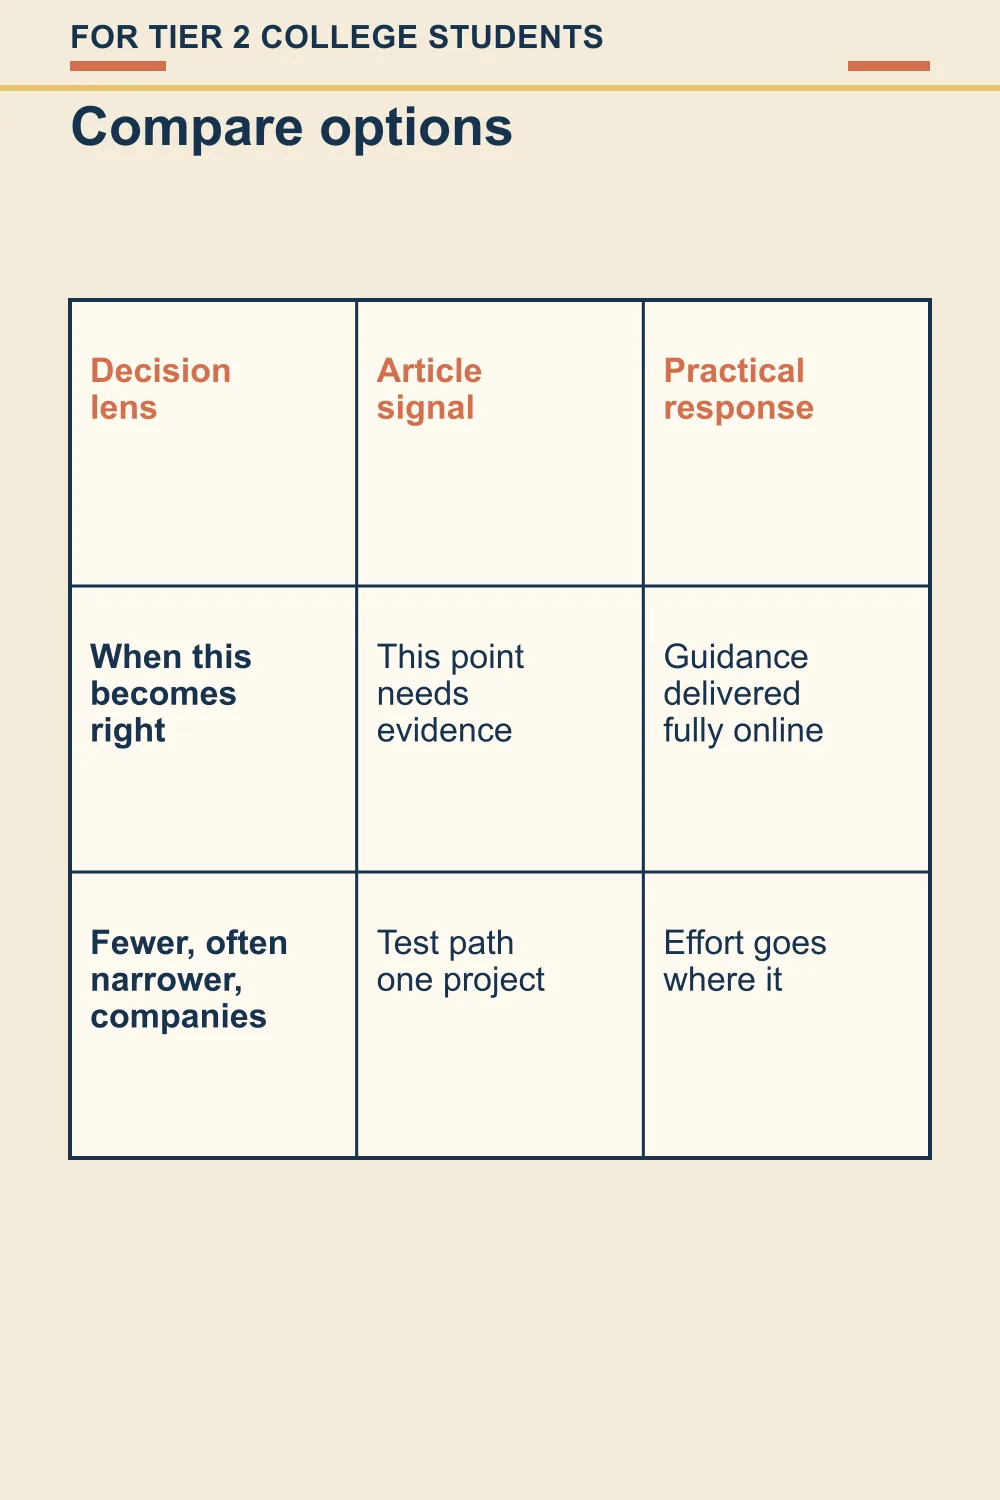 FOR TIER 2 COLLEGE STUDENTS
Compare options
Decision
lens
Article
signal
Practical
response
When this
becomes
right
This point
needs
evidence
Guidance
delivered
fully online
Fewer, often
narrower,
companies
Test path
one project
Effort goes
where it